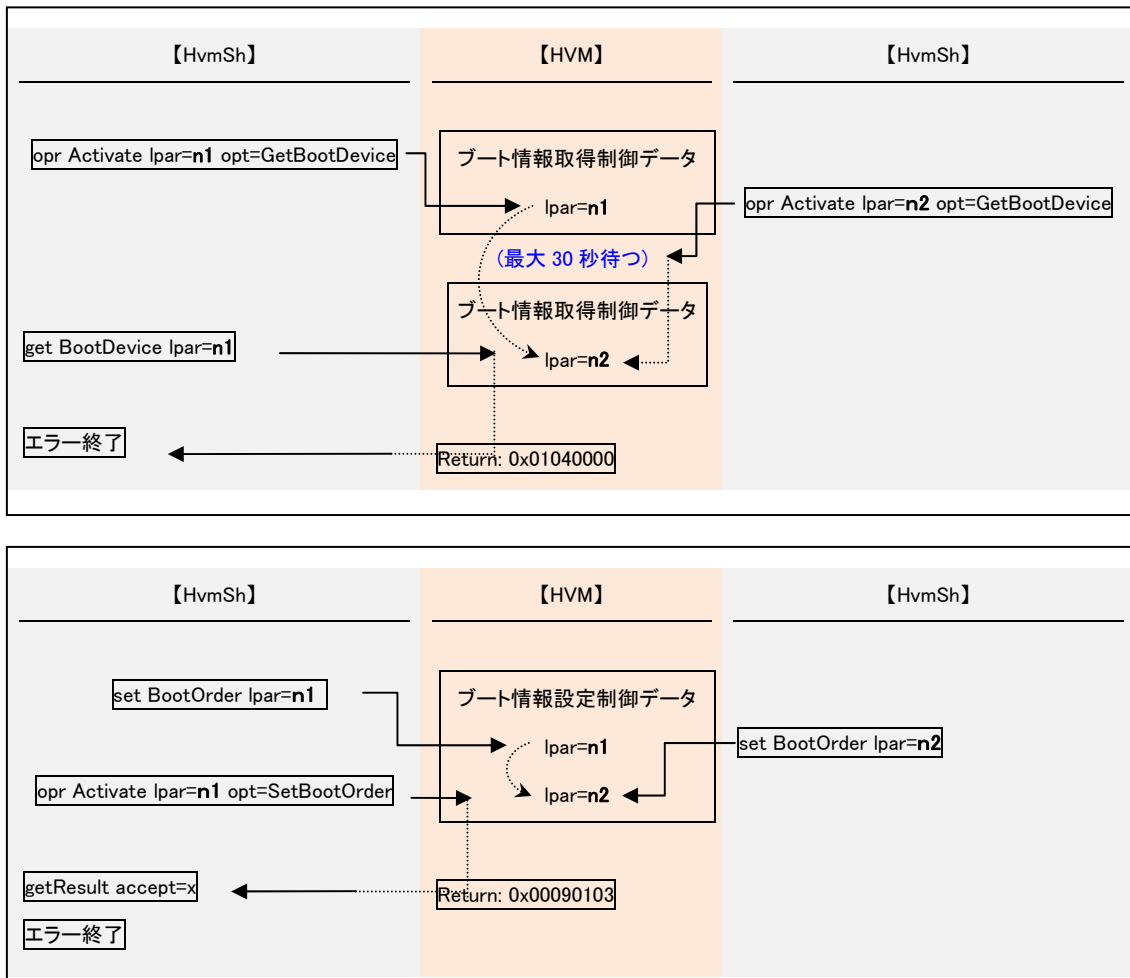 【HvmSh】
【HVM】
【HvmSh】
opr Activate lpar=n1 opt=GetBootDevice
ブート情報取得制御データ
lpar=n1
opr Activate lpar=n2 opt=GetBootDevice
(最大 30 秒待つ)
ブート情報取得制御データ
get BootDevice lpar=n1
lpar=n2
エラー終了
Return: 0x01040000
【HvmSh】
【HVM】
【HvmSh】
set BootOrder lpar=n1
ブート情報設定制御データ
lpar=n1
set BootOrder lpar=n2
opr Activate lpar=n1 opt=SetBootOrder
lpar=n2
getResult accept=x
Return: 0x00090103
エラー終了